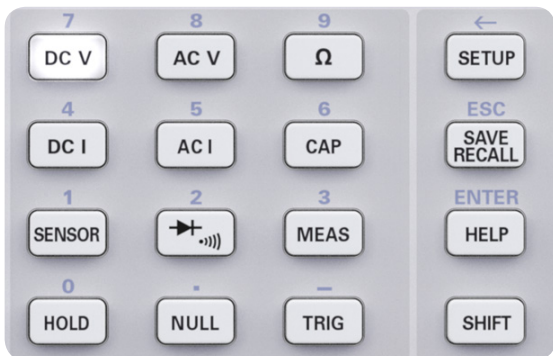 7 8 9 ←
DC V AC V Ω SETUP
4 5 6 ESC
DC I AC I CAP SAVE
RECALL
1 2 3 ENTER
SENSOR MEAS HELP
0 . –
HOLD NULL TRIG SHIFT